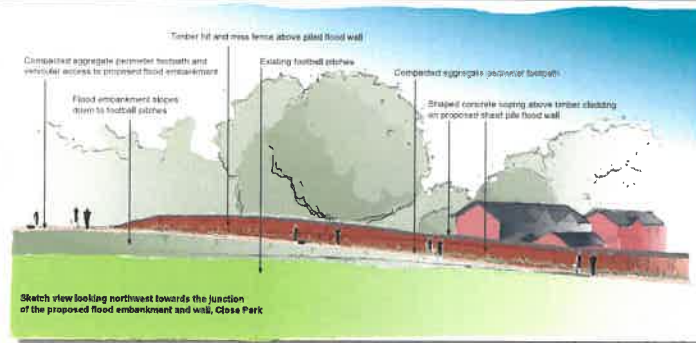 Timber hit and miss fence above piled flood wall
Compacted aggregate perimeter footpath and
vehicular access to proposed flood embankment
Existing football pitches
Compacted aggregate perimeter footpath
Flood embankment slopes
down to football pitches
Shaped concrete coping above timber cladding
on proposed sheet pile flood wall
Sketch view looking northwest towards the junction
of the proposed flood embankment and wall, Close Park